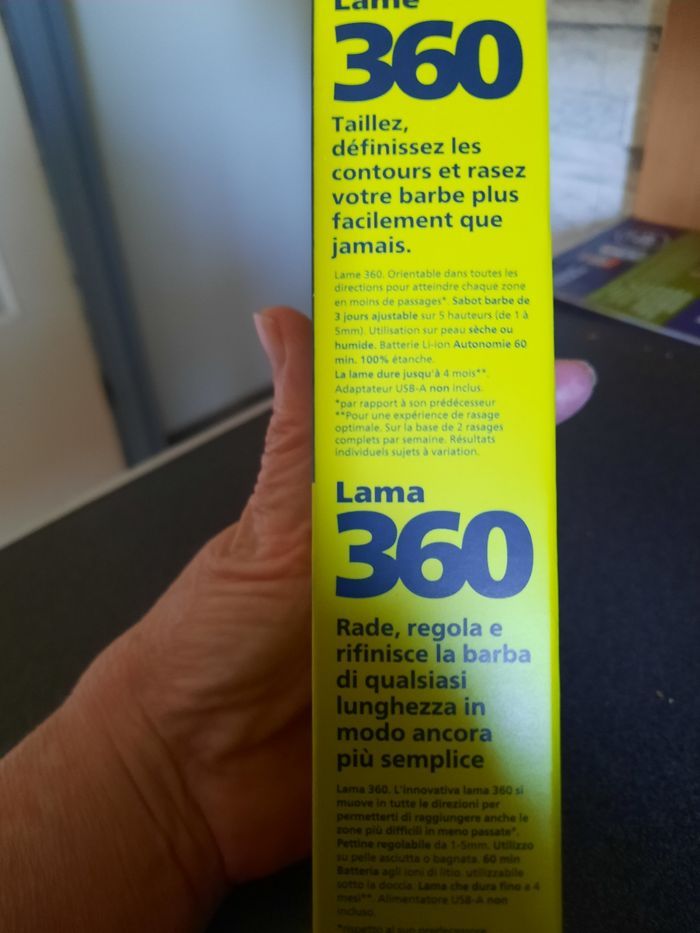 Lame
360
Taillez,
définissez les
contours et rasez
votre barbe plus
facilement que
jamais.
Lame 360. Orientable dans toutes les
directions pour atteindre chaque zone
en moins de passages*. Sabot barbe de
3 jours ajustable sur 5 hauteurs (de 1 à
5mm). Utilisation sur peau sèche ou
humide. Batterie Li-ion Autonomie 60
min. 100% étanche.
La lame dure jusqu'à 4 mois**.
Adaptateur USB-A non inclus.
*par rapport à son prédécesseur
**Pour une expérience de rasage
optimale. Sur la base de 2 rasages
complets par semaine. Résultats
individuels sujets à variation.
Lama
360
Rade, regola e
rifinisce la barba
di qualsiasi
lunghezza in
modo ancora
più semplice
Lama 360. L'innovativa lama 360 si
muove in tutte le direzioni per
permetterti di raggiungere anche le
zone più difficili in meno passate*.
Pettine regolabile da 1-5mm. Utilizzo
su pelle asciutta o bagnata. 60 min
Batteria agli ioni di litio, utilizzabile
sotto la doccia. Lama che dura fino a 4
mesi**. Alimentatore USB-A non
incluso.
*rispetto al suo predecessore